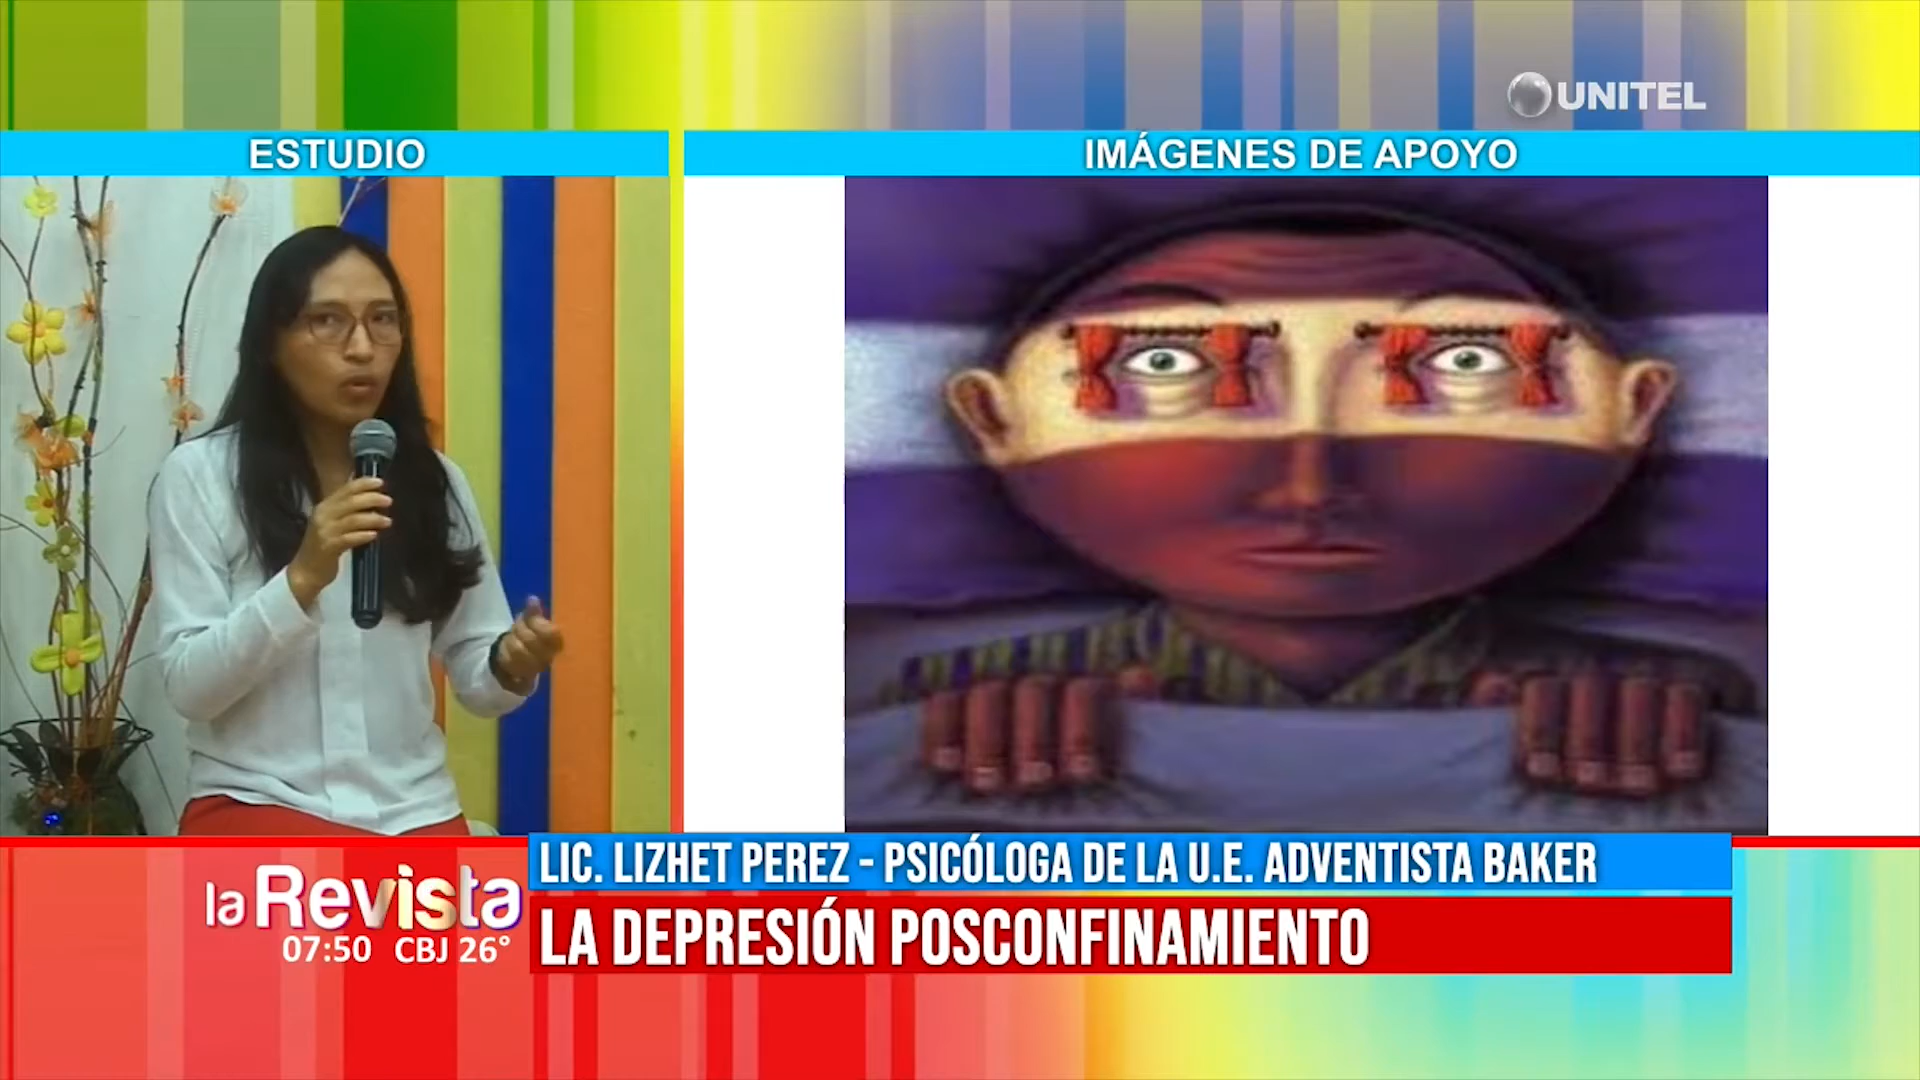 UNITEL
ESTUDIO
IMÁGENES DE APOYO
LIC. LIZHET PEREZ - PSICÓLOGA DE LA U.E. ADVENTISTA BAKER
la Revista
07:50 CBJ 26°
LA DEPRESIÓN POSCONFINAMIENTO